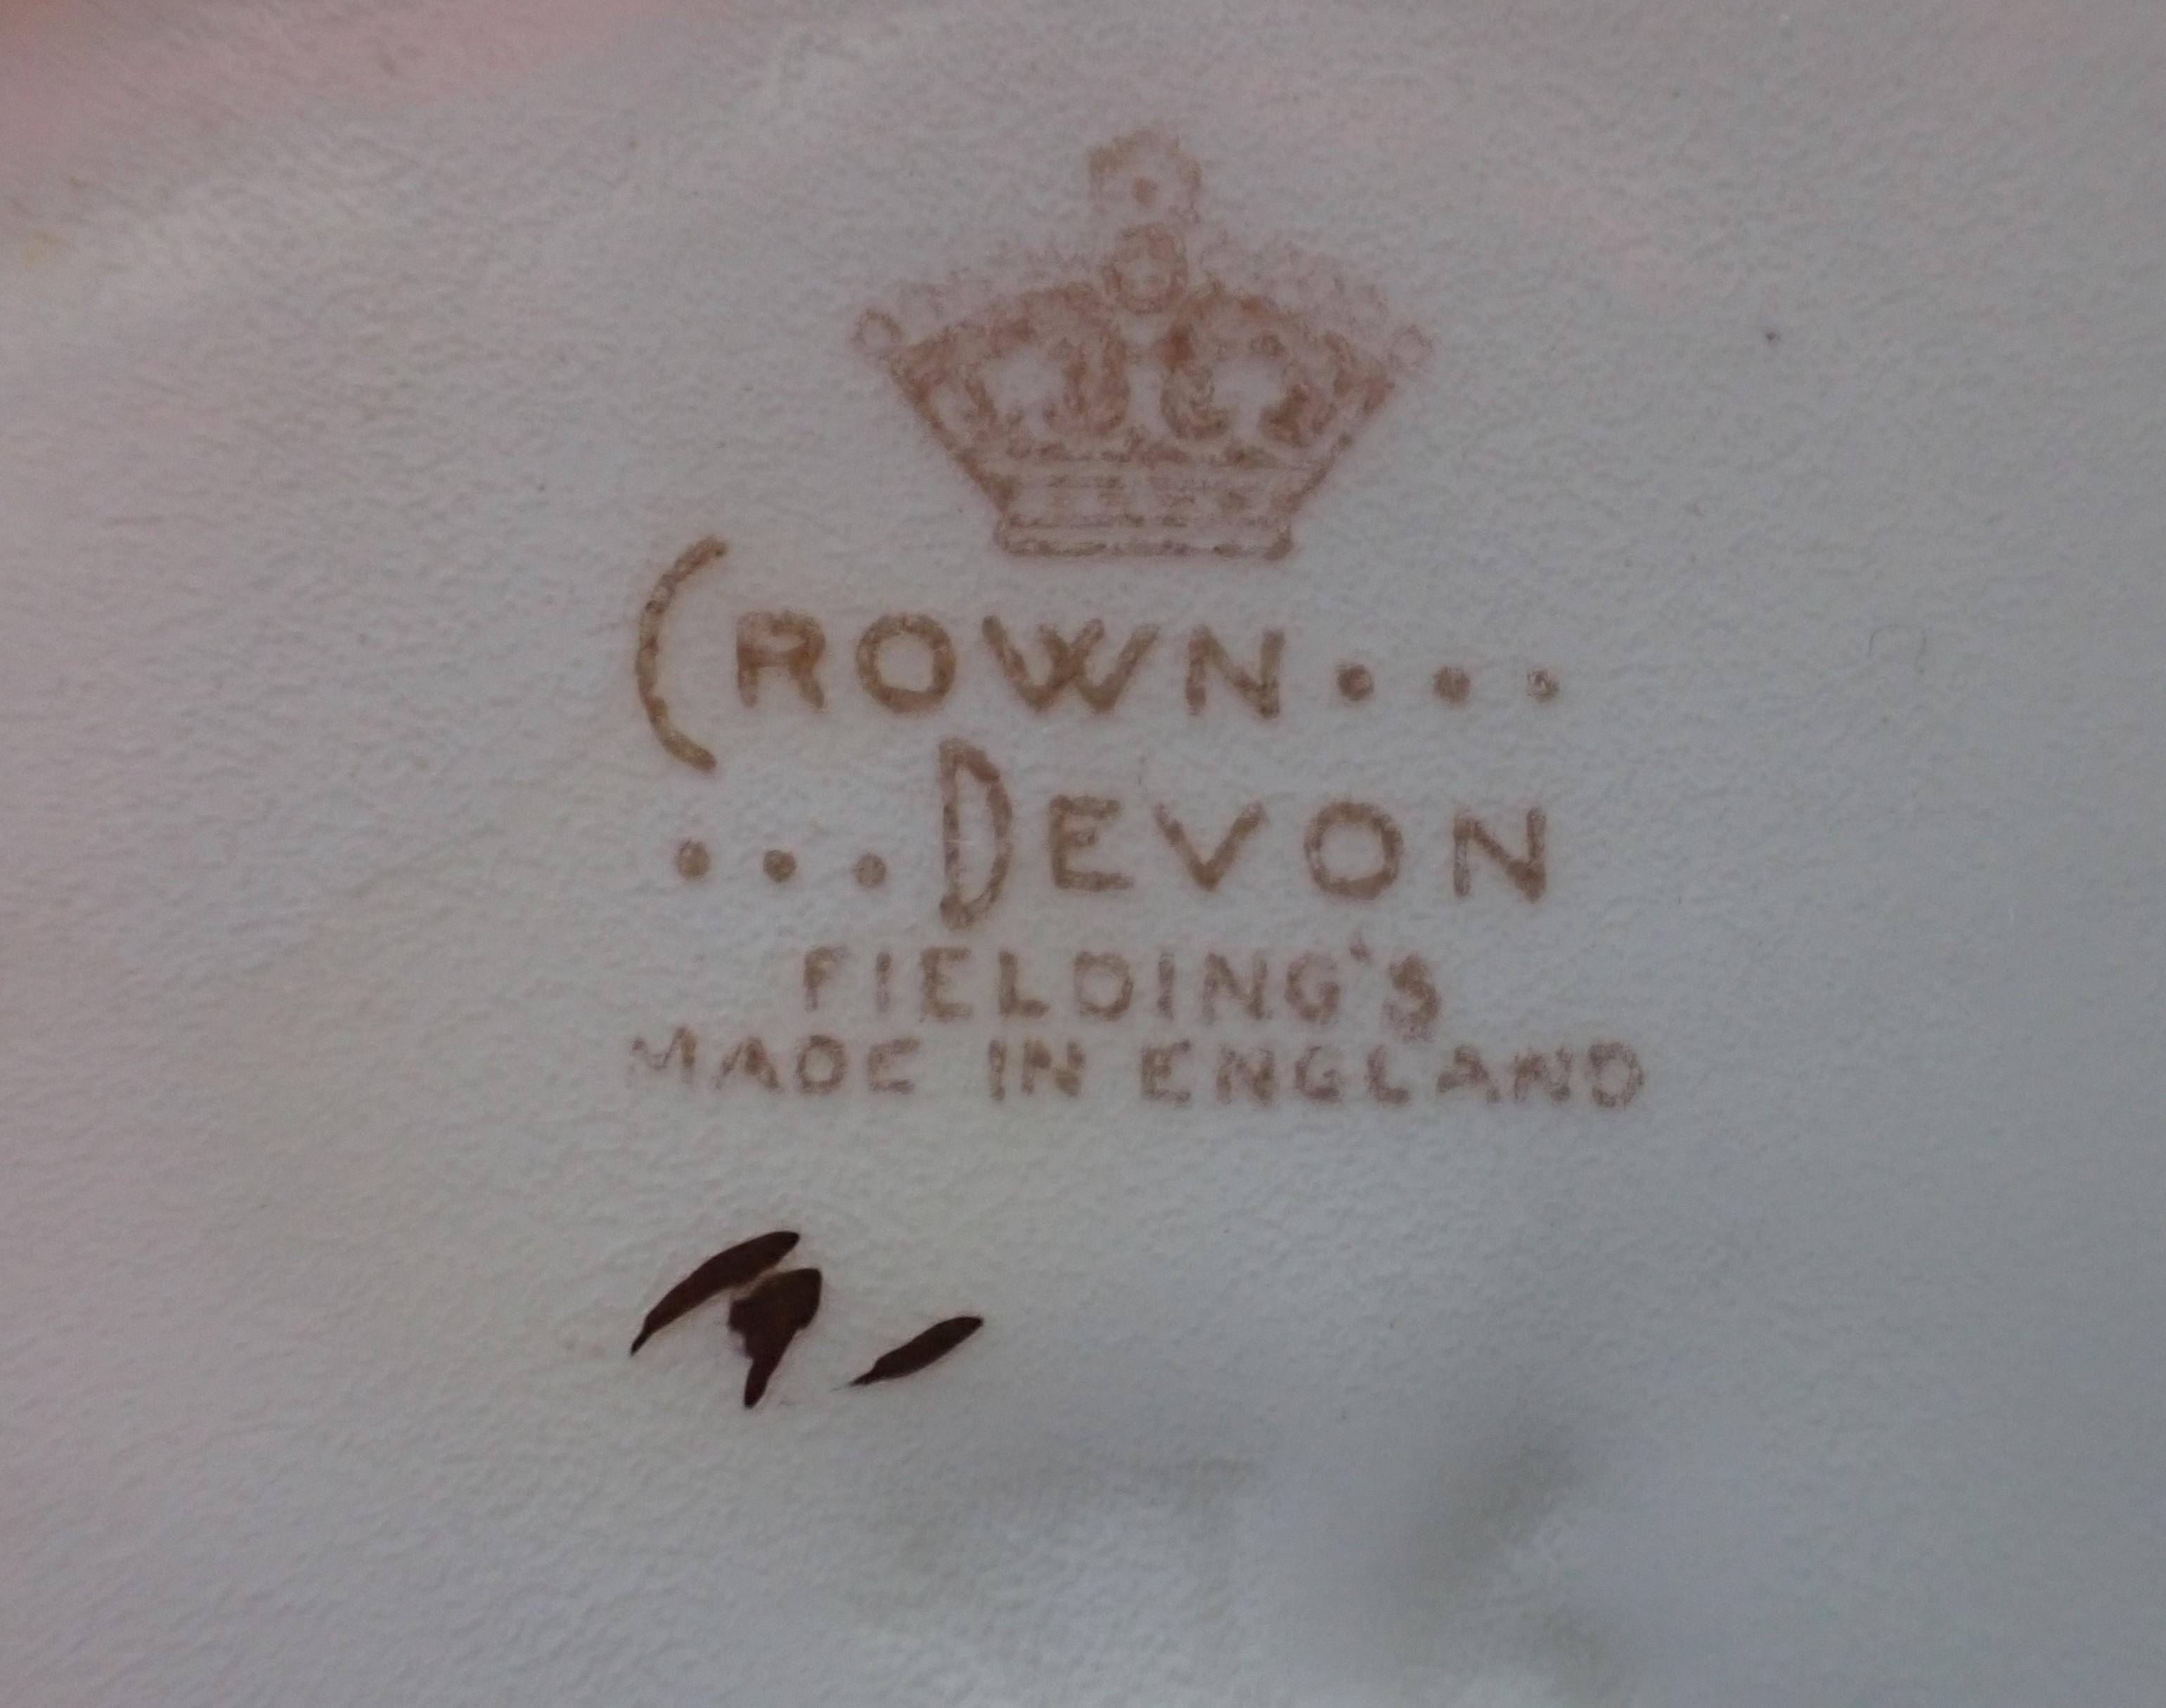 CROWN...
...DEVON
FIELDING'S
MADE IN ENGLAND